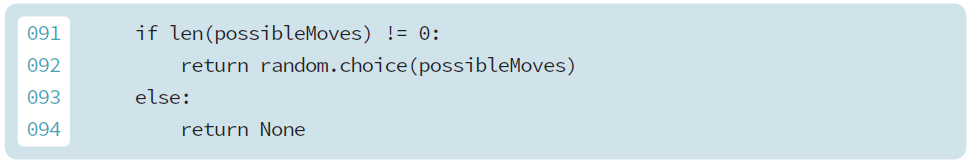 091 if len(possibleMoves) != 0:
092 return random.choice(possibleMoves)
093 else:
094 return None